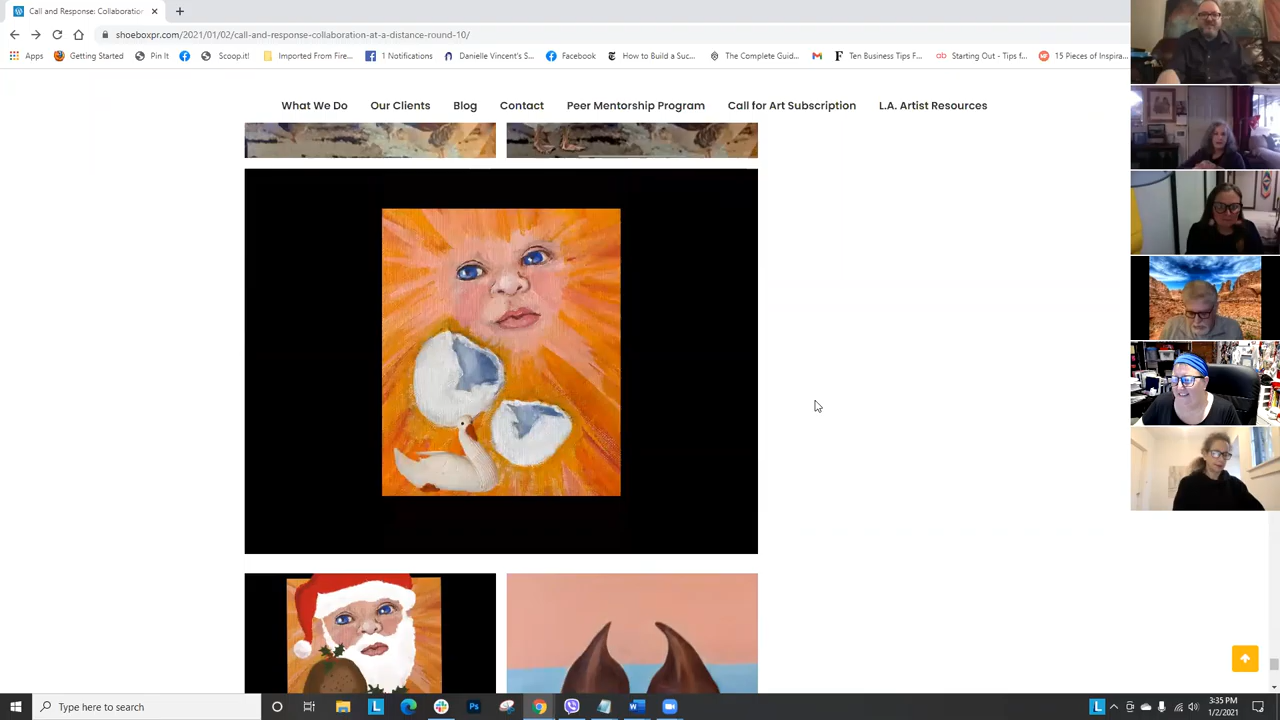 Call and Response: Collaboration
shoeboxpr.com/2021/01/02/call-and-response-collaboration-at-a-distance-round-10/
Apps Getting Started Pin It Scoop.it! Imported From Fire... 1 Notifications Danielle Vincent's S... Facebook How to Build a Suc... The Complete Guid... Ten Business Tips F... Starting Out - Tips f... 15 Pieces of Inspira...
What We Do Our Clients Blog Contact Peer Mentorship Program Call for Art Subscription L.A. Artist Resources
Type here to search
3:35 PM
1/2/2021